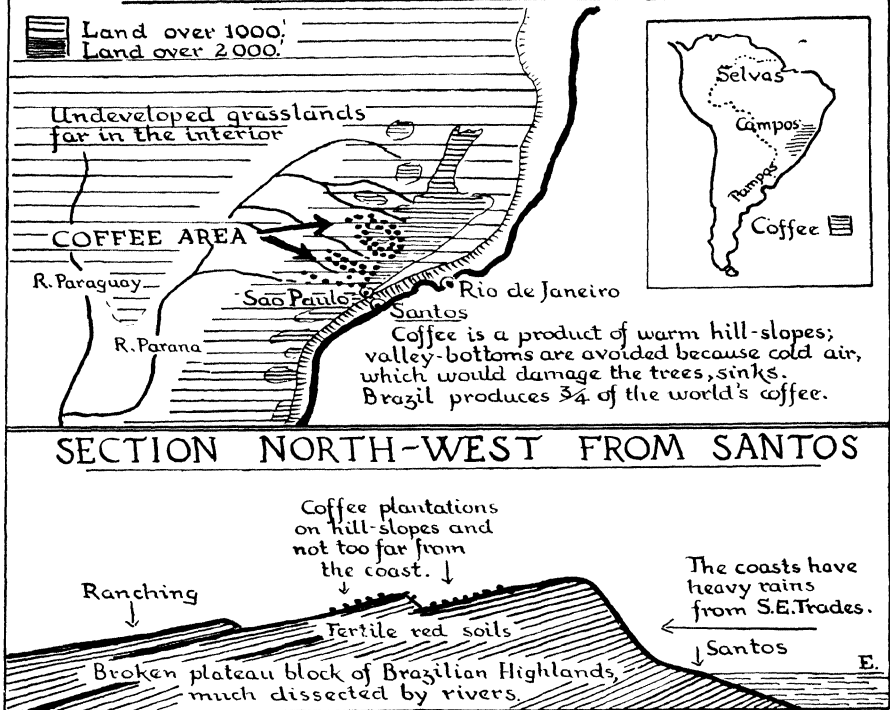 Land over 1000'.
Land over 2000'.
Undeveloped grasslands
far in the interior
COFFEE AREA
R. Paraguay
R. Parana
São Paulo
Santos
Rio de Janeiro
Selvas
Campos
Pampas
Coffee
Coffee is a product of warm hill-slopes;
valley-bottoms are avoided because cold air,
which would damage the trees, sinks.
Brazil produces ¾ of the world's coffee.
SECTION NORTH-WEST FROM SANTOS
Coffee plantations
on hill-slopes and
not too far from
the coast.
Ranching
The coasts have
heavy rains
from S.E. Trades.
Santos
E.
Fertile red soils
Broken plateau block of Brazilian Highlands,
much dissected by rivers.